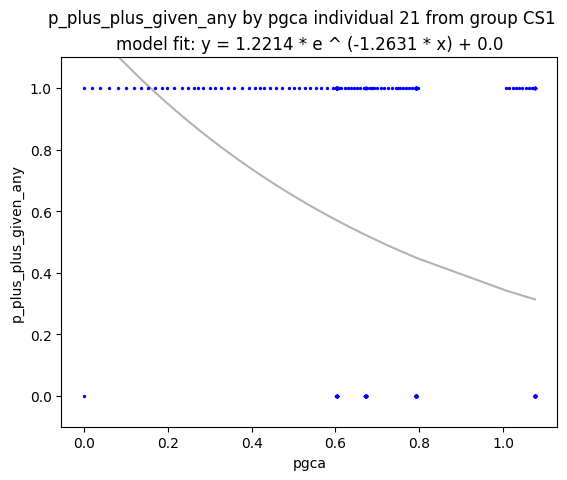 p_plus_plus_given_any by pgca individual 21 from group CS1
model fit: y = 1.2214 * e ^ (-1.2631 * x) + 0.0
1.0
0.8
0.6
0.4
0.2
0.0
p_plus_plus_given_any
0.0 0.2 0.4 0.6 0.8 1.0
pgca